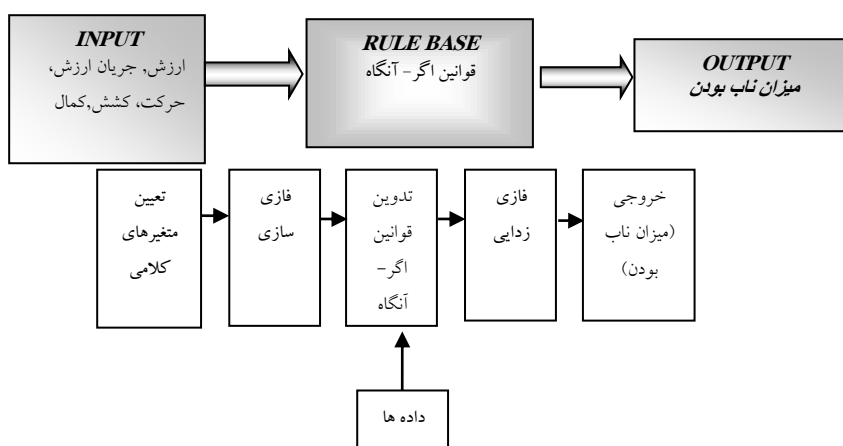 INPUT
ارزش, جریان ارزش،
حرکت، کشش,کمال
RULE BASE
قوانین اگر- آنگاه
OUTPUT
میزان ناب بودن
تعیین
متغیرهای
کلامی
فازی
سازی
تدوین
قوانین
اگر-
آنگاه
فازی
زدایی
خروجی
(میزان ناب
بودن)
داده ها